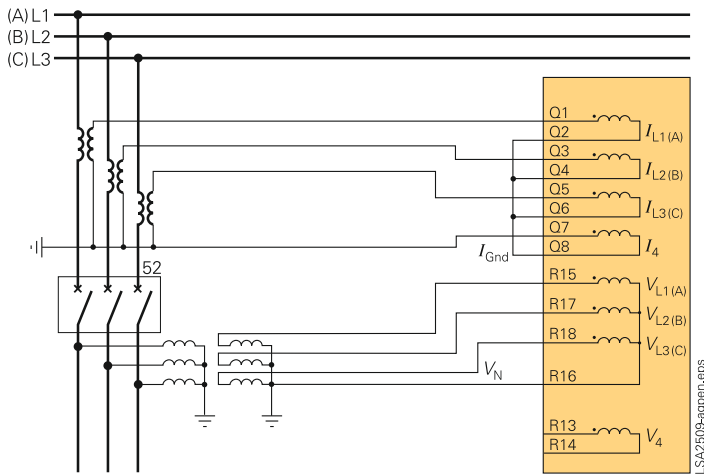 (A) L1
(B) L2
(C) L3
Q1
Q2
I L1 (A)
Q3
Q4
I L2 (B)
Q5
Q6
I L3 (C)
Q7
Q8
I 4
I Gnd
52
R15
V L1 (A)
R17
V L2 (B)
R18
V L3 (C)
V N
R16
R13
R14
V 4
LSA2509-agpen.eps